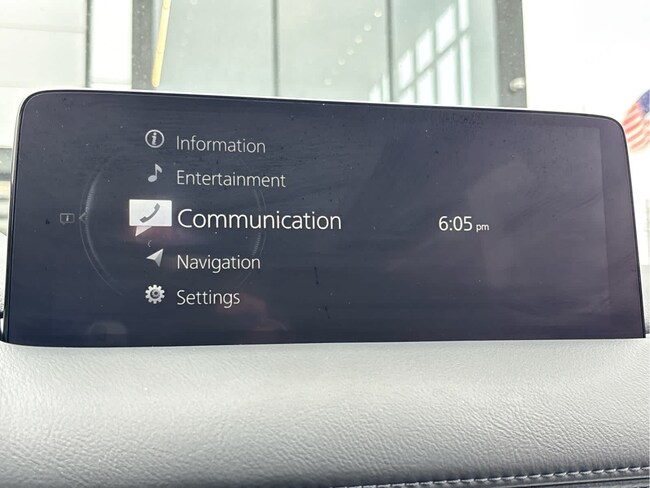 Information
Entertainment
Communication
6:05 pm
Navigation
Settings